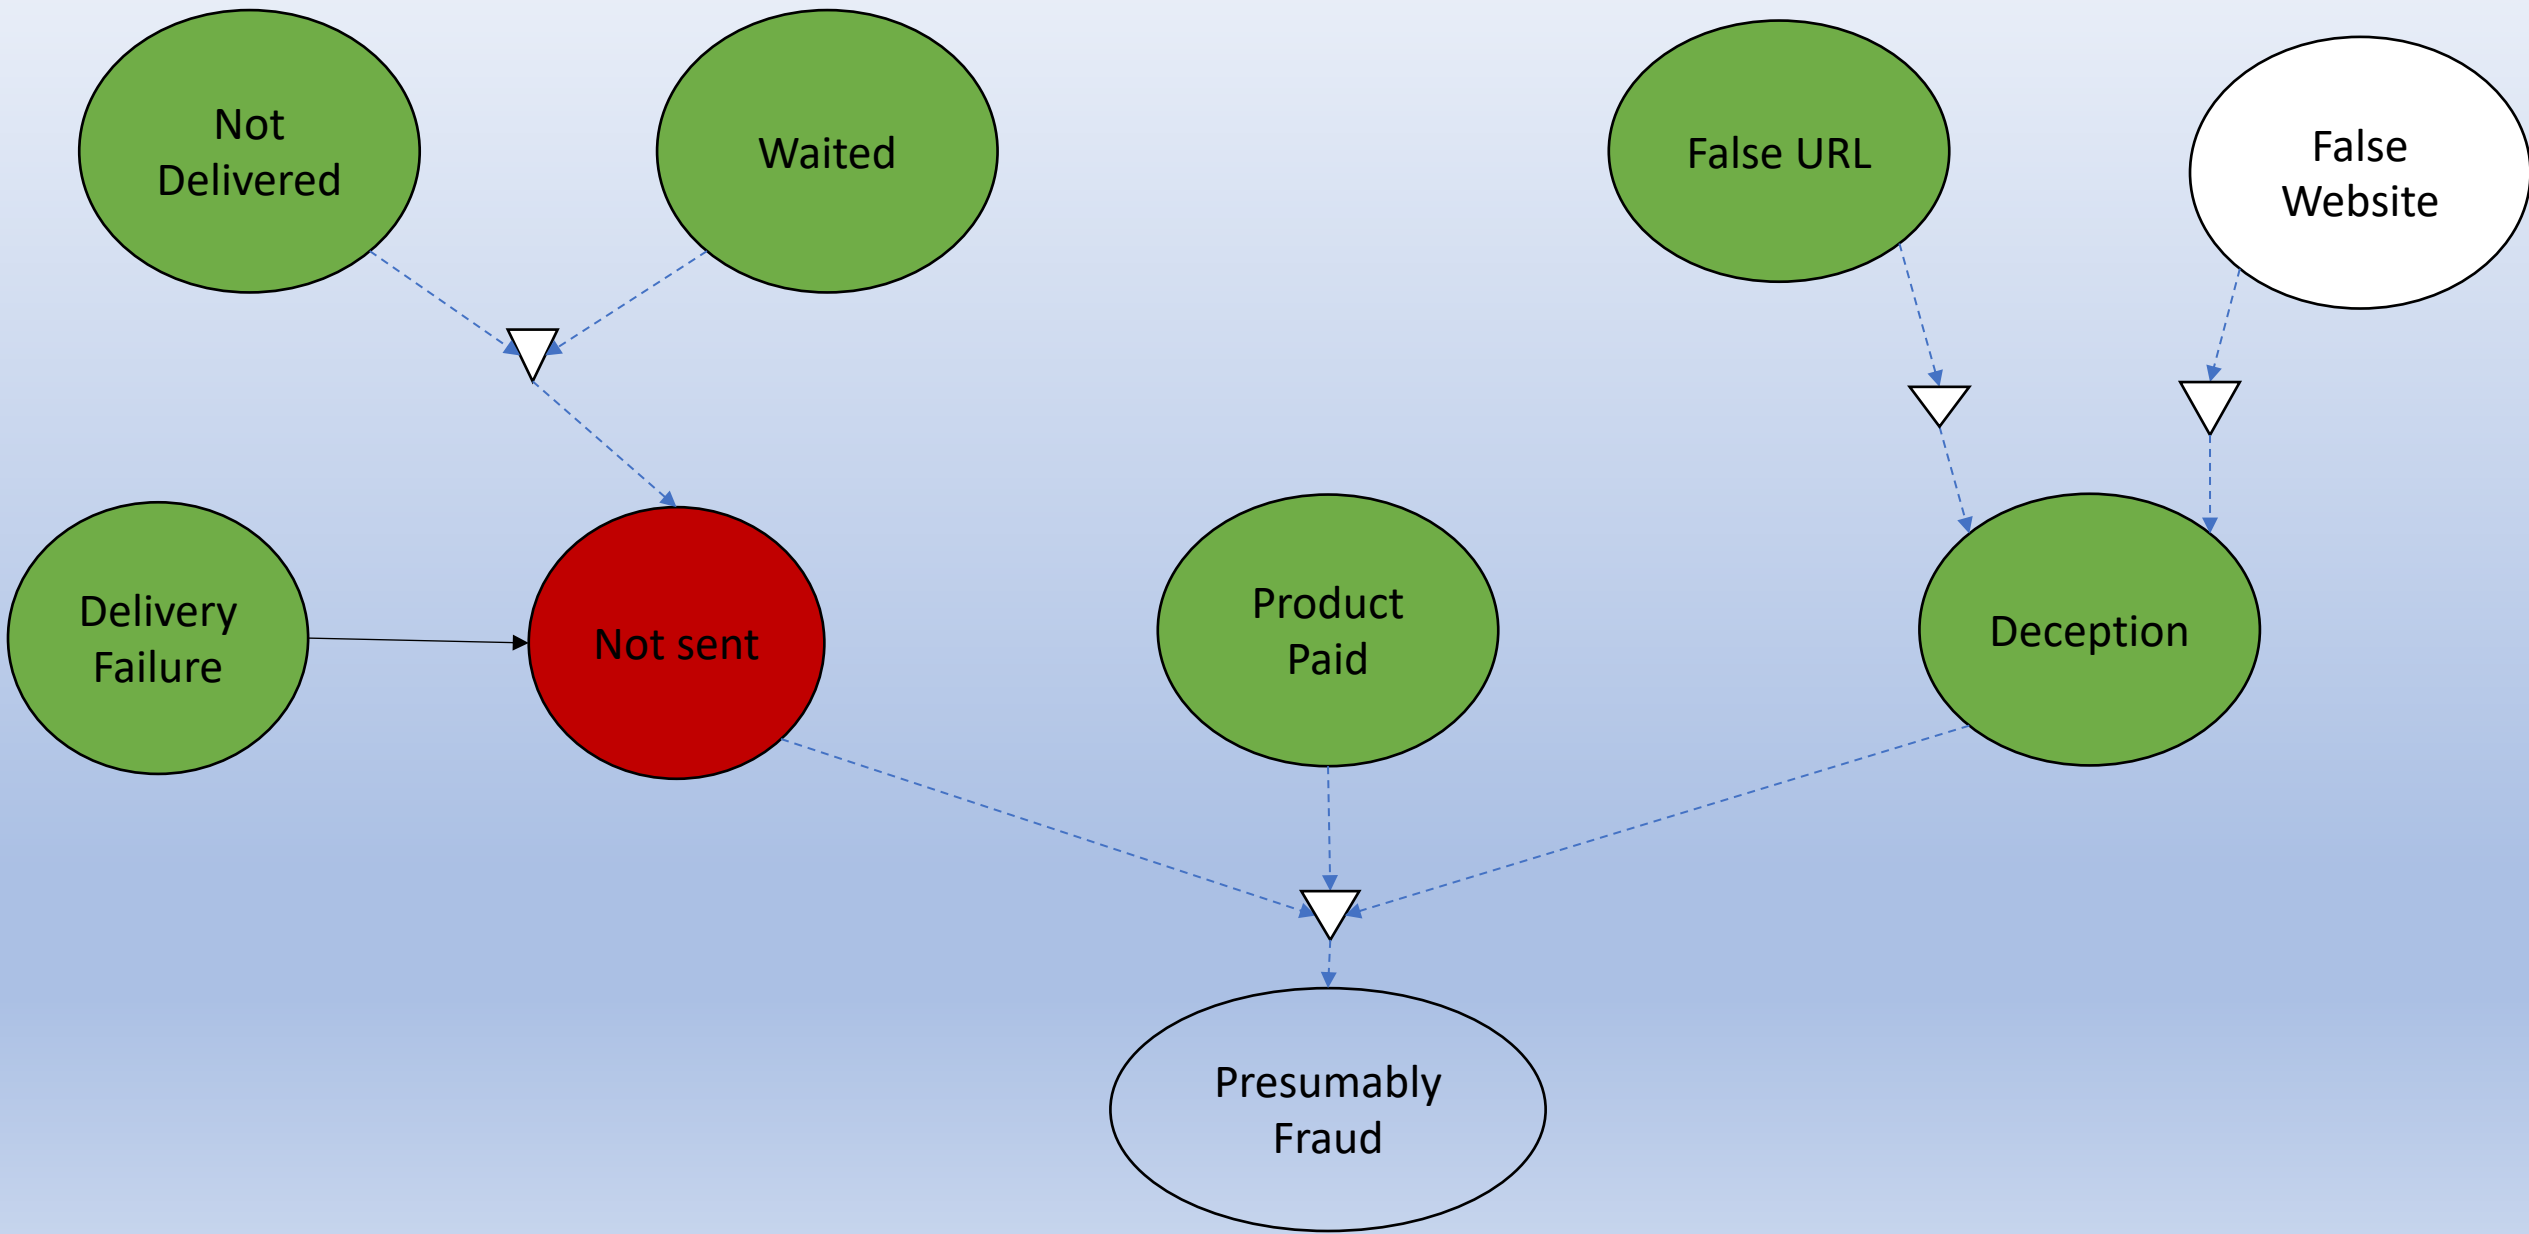 Not
Delivered
Waited
False URL
False
Website
Delivery
Failure
Not sent
Product
Paid
Deception
Presumably
Fraud